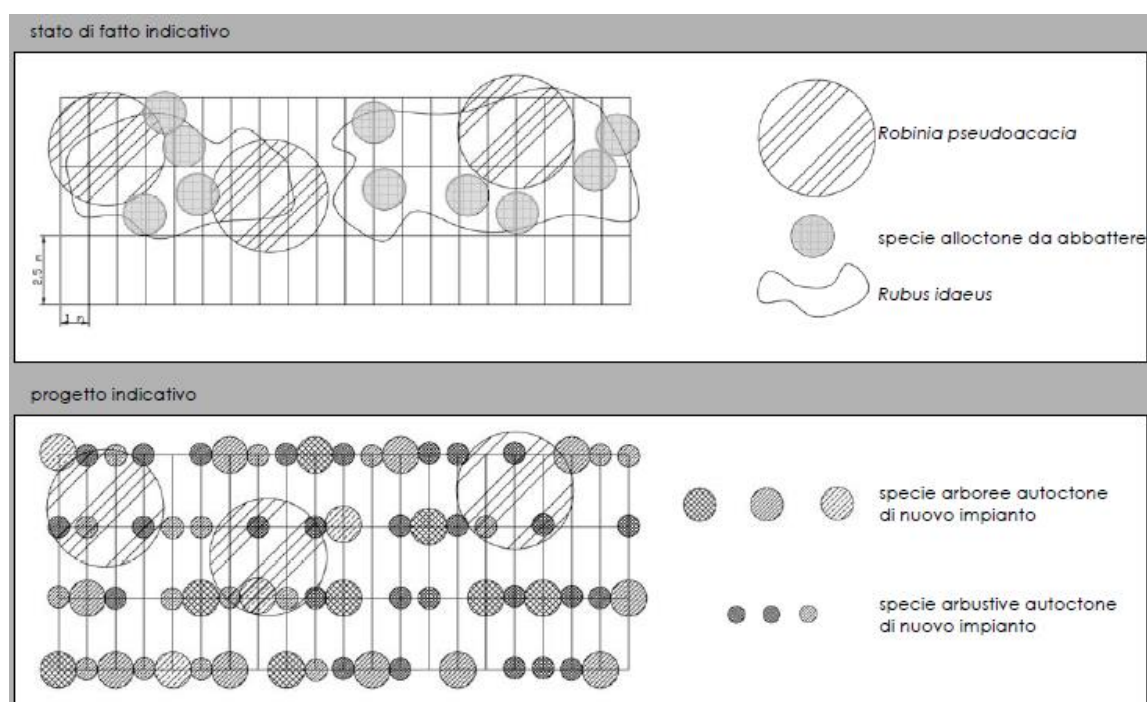 stato di fatto indicativo
Robinia pseudoacacia
specie alloctone da abbattere
Rubus idaeus
2,5 m
1 m
progetto indicativo
specie arboree autoctone
di nuovo impianto
specie arbustive autoctone
di nuovo impianto